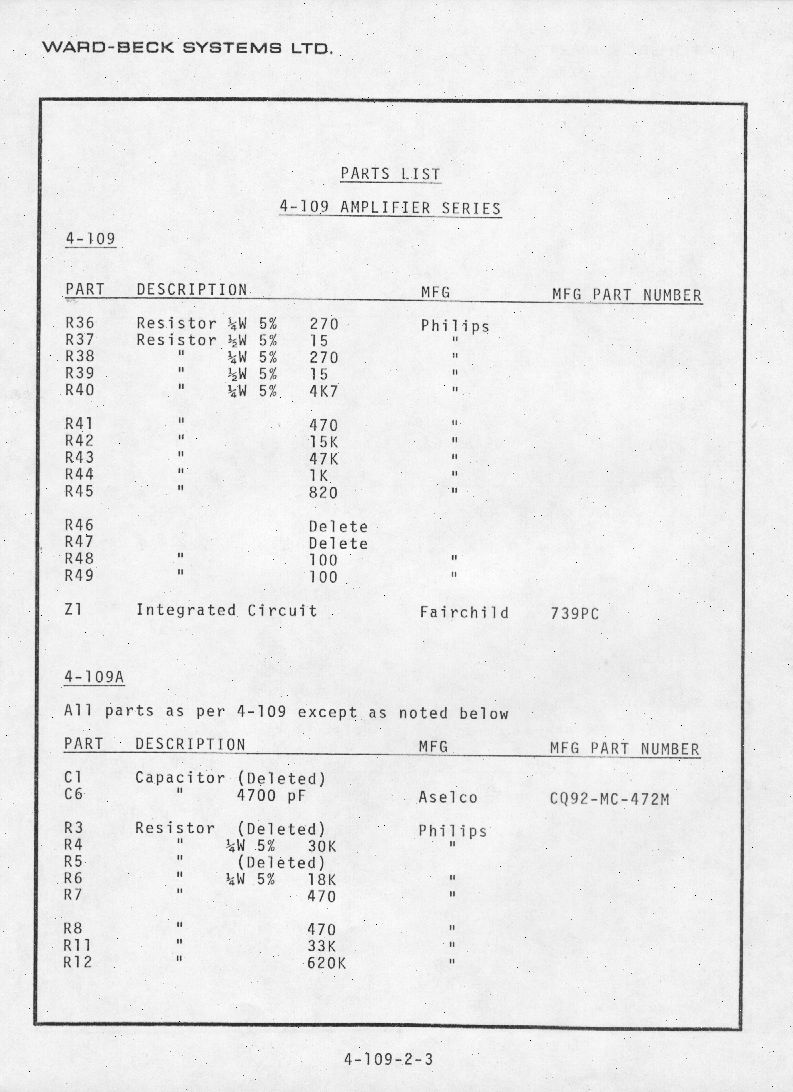 WARD-BECK SYSTEMS LTD.
PARTS LIST
4-109 AMPLIFIER SERIES
4-109
PART DESCRIPTION MFG MFG PART NUMBER
R36 Resistor ¼W 5% 270 Philips
R37 Resistor ½W 5% 15 "
R38 " ¼W 5% 270 "
R39 " ½W 5% 15 "
R40 " ¼W 5% 4K7 "
R41 " 470 "
R42 " 15K "
R43 " 47K "
R44 " 1K "
R45 " 820 "
R46 Delete
R47 Delete
R48 " 100 "
R49 " 100 "
Z1 Integrated Circuit Fairchild 739PC
4-109A
All parts as per 4-109 except as noted below
PART DESCRIPTION MFG MFG PART NUMBER
C1 Capacitor (Deleted)
C6 " 4700 pF Aselco CQ92-MC-472M
R3 Resistor (Deleted) Philips
R4 " ¼W 5% 30K "
R5 " (Deleted)
R6 " ¼W 5% 18K "
R7 " 470 "
R8 " 470 "
R11 " 33K "
R12 " 620K "
4-109-2-3